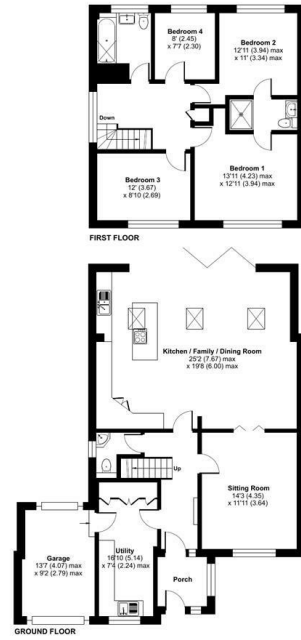 Bedroom 4
8' (2.45)
x 7'7 (2.30)
Bedroom 2
12'11 (3.94) max
x 11' (3.34) max
Down
Bedroom 3
12' (3.67)
x 8'10 (2.69)
Bedroom 1
13'11 (4.23) max
x 12'11 (3.94) max
FIRST FLOOR
Kitchen / Family / Dining Room
25'2 (7.67) max
x 19'8 (6.00) max
Up
Sitting Room
14'3 (4.35)
x 11'11 (3.64)
Garage
13'7 (4.07) max
x 9'2 (2.79) max
Utility
16'10 (5.14)
x 7'4 (2.24) max
Porch
GROUND FLOOR